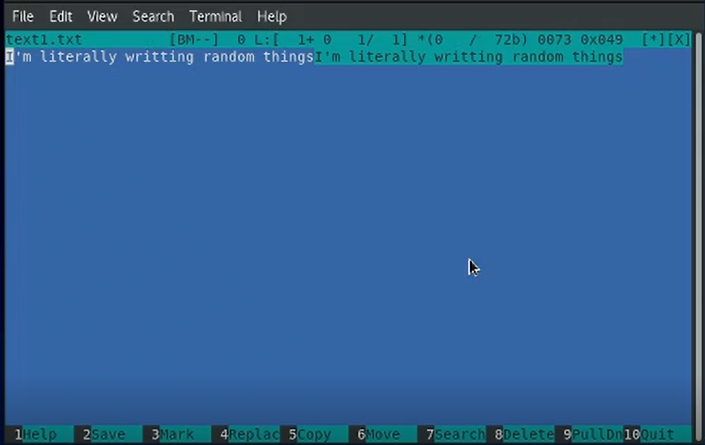 File Edit View Search Terminal Help
text1.txt [BM--] 0 L:[ 1+ 0 1/ 1] *(0 / 72b) 0073 0x049 [*][X]
I'm literally writting random thingsI'm literally writting random things
1Help 2Save 3Mark 4Replac 5Copy 6Move 7Search 8Delete 9PullDn 10Quit